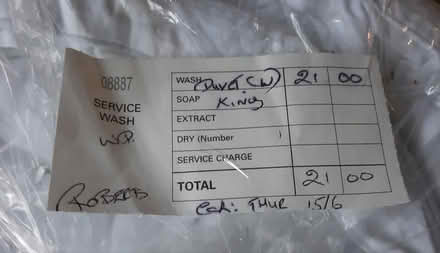 08887
SERVICE
WASH
WASH (Duvet (W) 21 00
SOAP King
EXTRACT
DRY (Number )
SERVICE CHARGE
TOTAL 21 00
ROBERTS
THUR 15/6